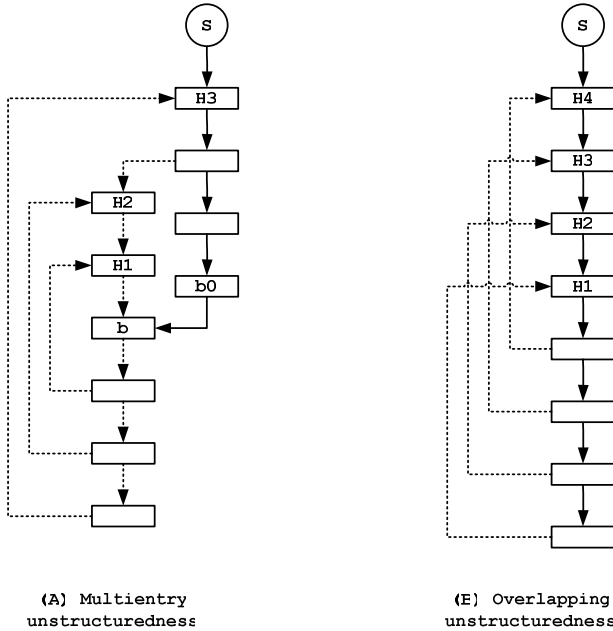 S
H3
H2
H1
b0
b
(A) Multientry
unstructuredness
S
H4
H3
H2
H1
(E) Overlapping
unstructuredness